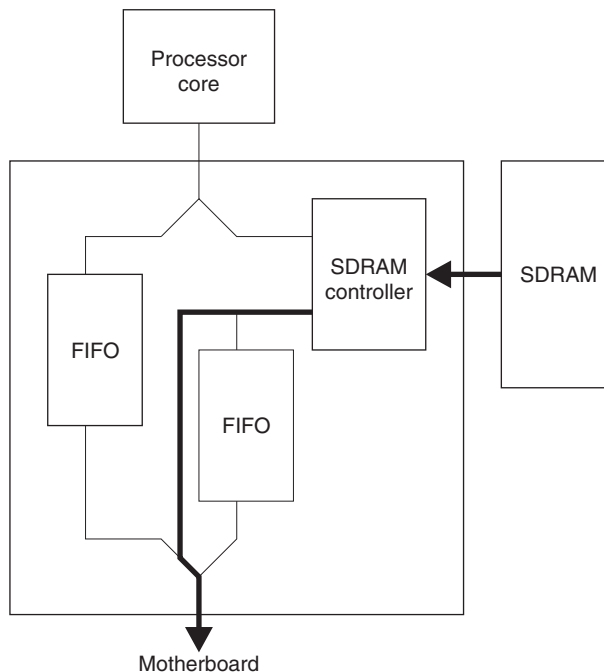 Processor
core
SDRAM
controller
SDRAM
FIFO
FIFO
Motherboard